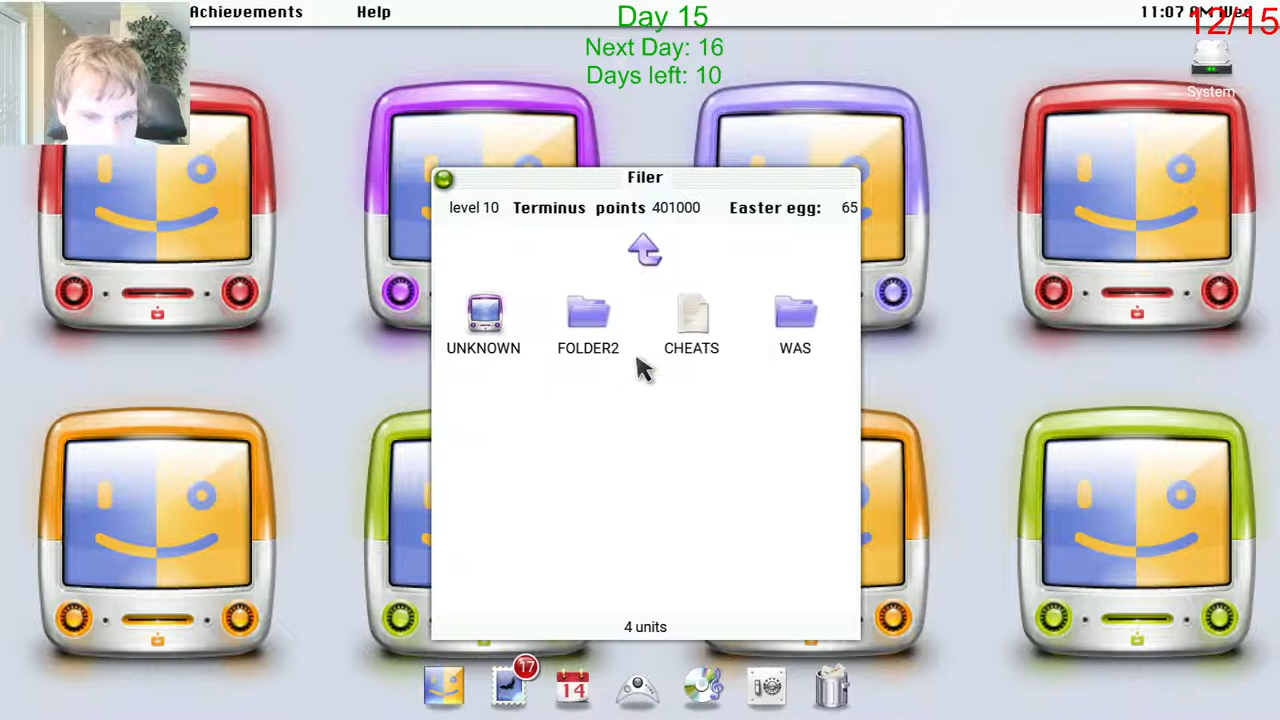 Achievements Help 11:07 AM Wed
12/15
Day 15
Next Day: 16
Days left: 10
System
Filer
level 10 Terminus points 401000 Easter egg: 65
UNKNOWN FOLDER2 CHEATS WAS
4 units
17
14